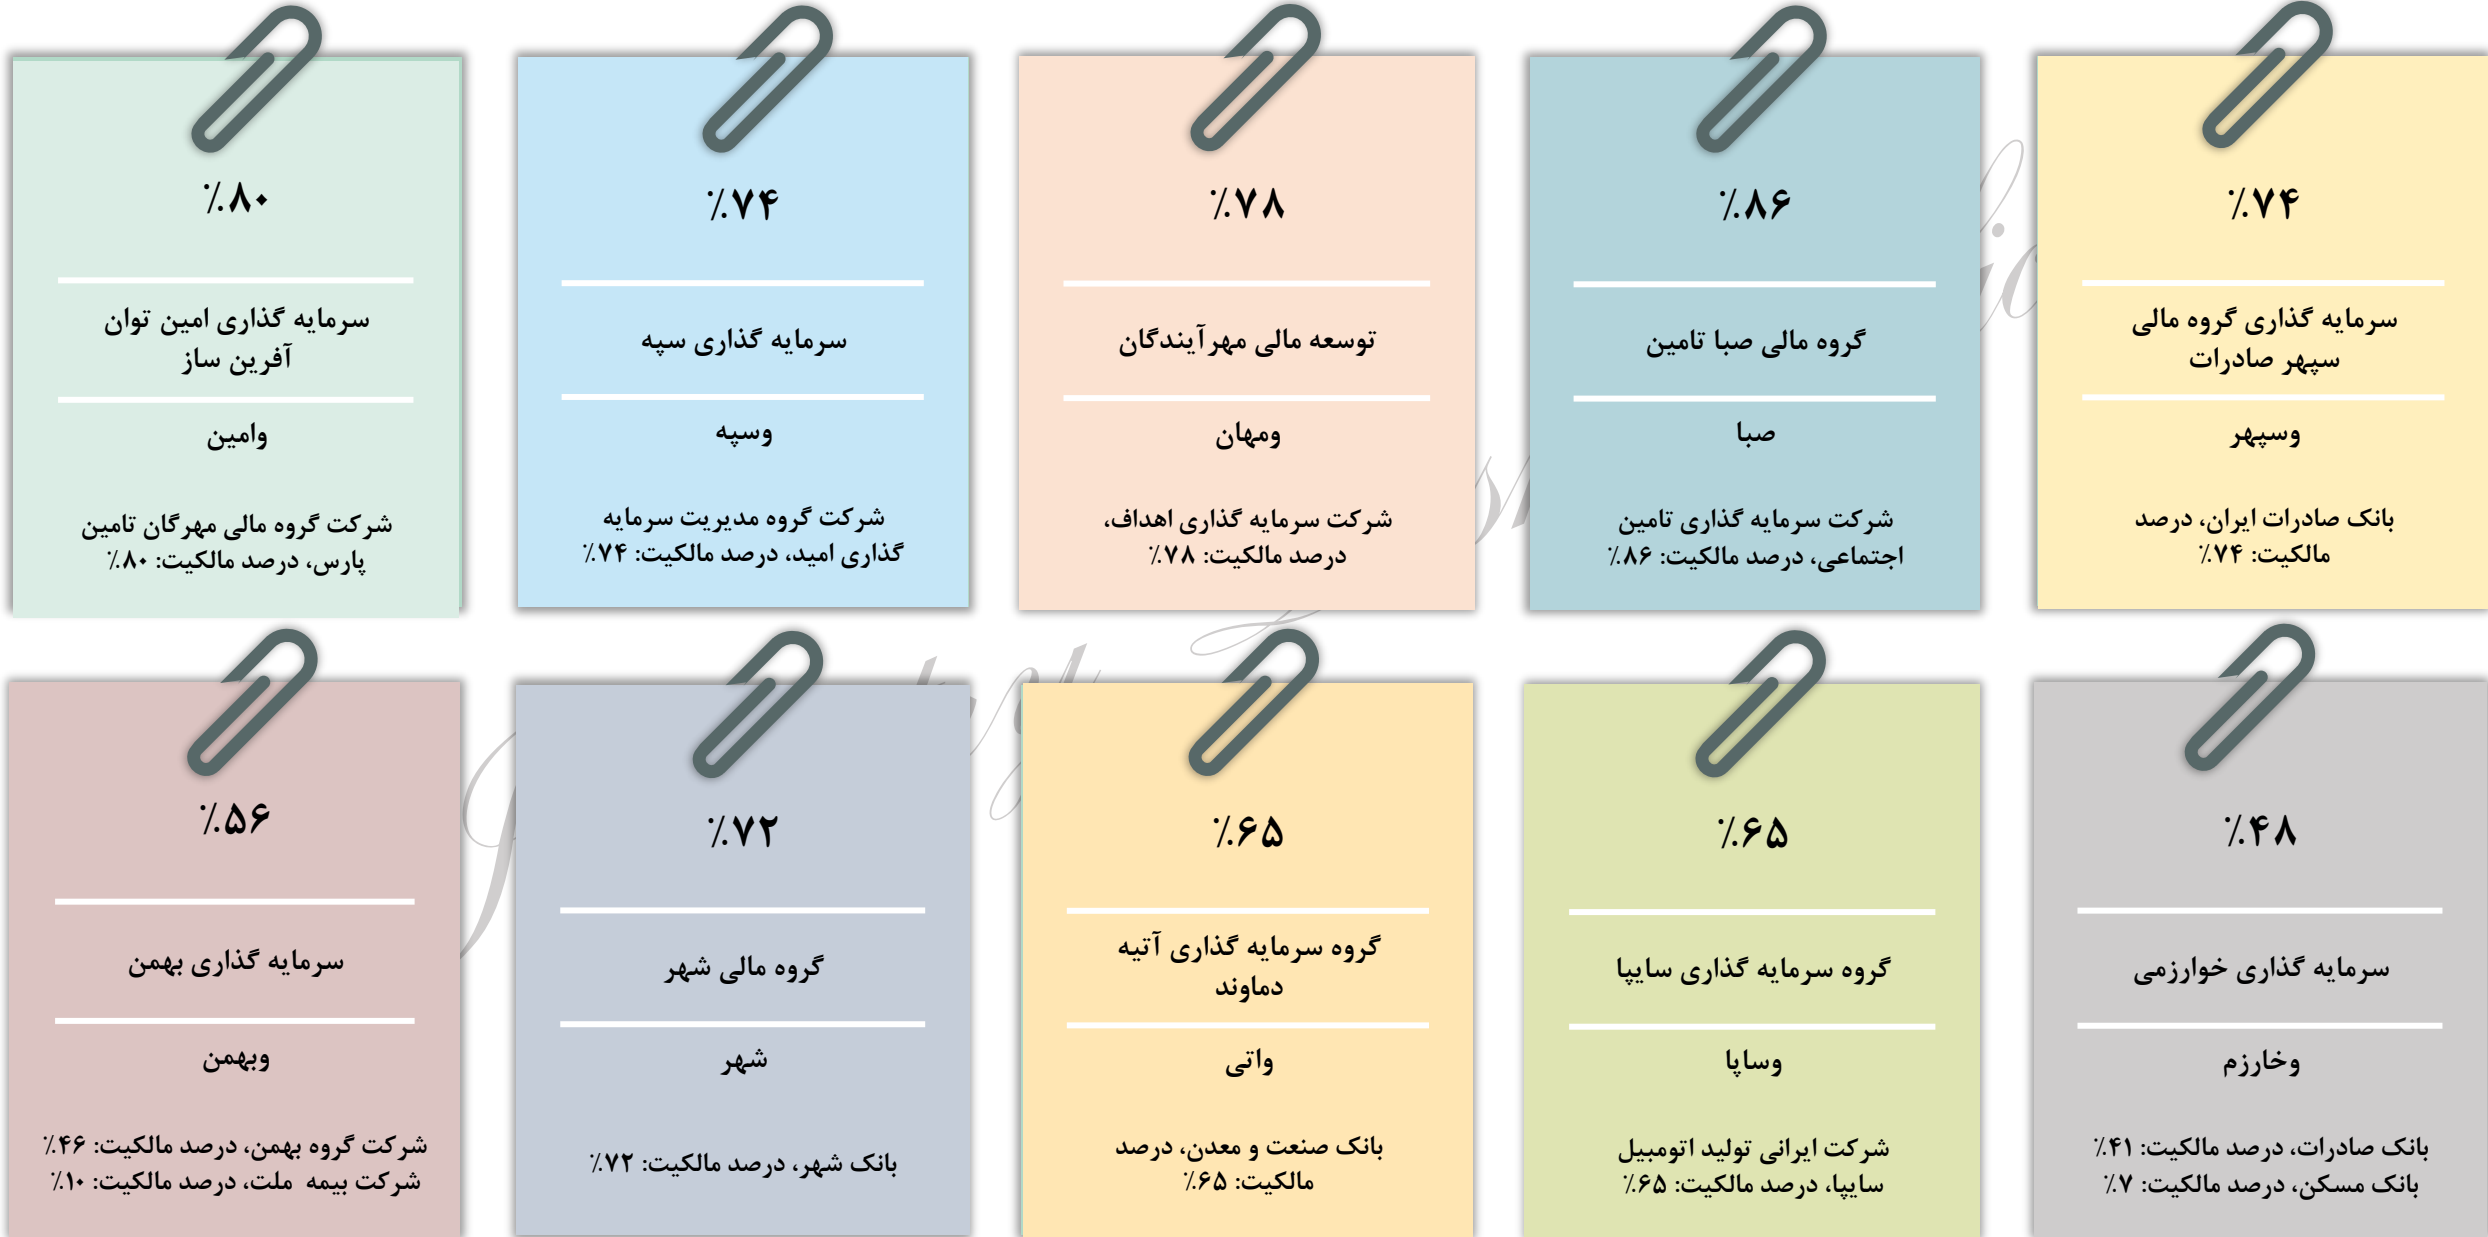 ٪۷۴
سرمایه گذاری گروه مالی
سپهر صادرات
وسپهر
بانک صادرات ایران، درصد
مالکیت: ۷۴٪
٪۸۶
گروه مالی صبا تامین
صبا
شرکت سرمایه گذاری تامین
اجتماعی، درصد مالکیت: ۸۶٪
٪۷۸
توسعه مالی مهرآیندگان
ومهان
شرکت سرمایه گذاری اهداف،
درصد مالکیت: ۷۸٪
٪۷۴
سرمایه گذاری سپه
وسپه
شرکت گروه مدیریت سرمایه
گذاری امید، درصد مالکیت: ۷۴٪
٪۸۰
سرمایه گذاری امین توان
آفرین ساز
وامین
شرکت گروه مالی مهرگان تامین
پارس، درصد مالکیت: ۸۰٪
٪۴۸
سرمایه گذاری خوارزمی
وخارزم
بانک صادرات، درصد مالکیت: ۴۱٪
بانک مسکن، درصد مالکیت: ۷٪
٪۶۵
گروه سرمایه گذاری سایپا
وساپا
شرکت ایرانی تولید اتومبیل
سایپا، درصد مالکیت: ۶۵٪
٪۶۵
گروه سرمایه گذاری آتیه
دماوند
واتی
بانک صنعت و معدن، درصد
مالکیت: ۶۵٪
٪۷۲
گروه مالی شهر
شهر
بانک شهر، درصد مالکیت: ۷۲٪
٪۵۶
سرمایه گذاری بهمن
وبهمن
شرکت گروه بهمن، درصد مالکیت: ۴۶٪
شرکت بیمه ملت، درصد مالکیت: ۱۰٪